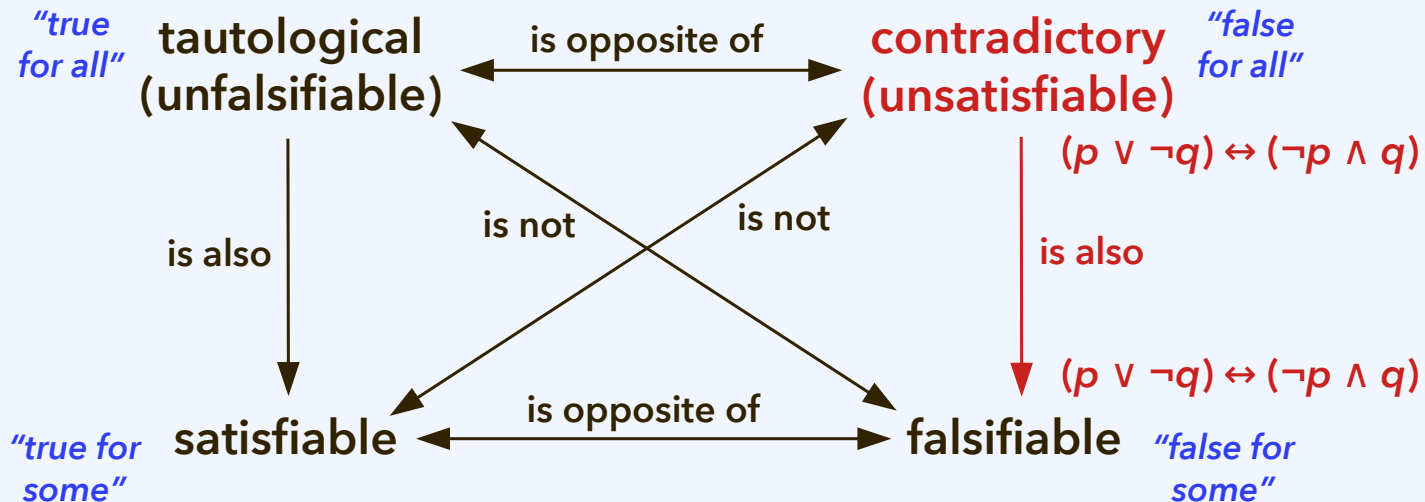 “true
for all”
tautological
(unfalsifiable)
is opposite of
contradictory
(unsatisfiable)
“false
for all”
(p ∨ ¬q) ↔ (¬p ∧ q)
is also
is not
is not
is also
(p ∨ ¬q) ↔ (¬p ∧ q)
“true for
some”
satisfiable
is opposite of
falsifiable
“false for
some”